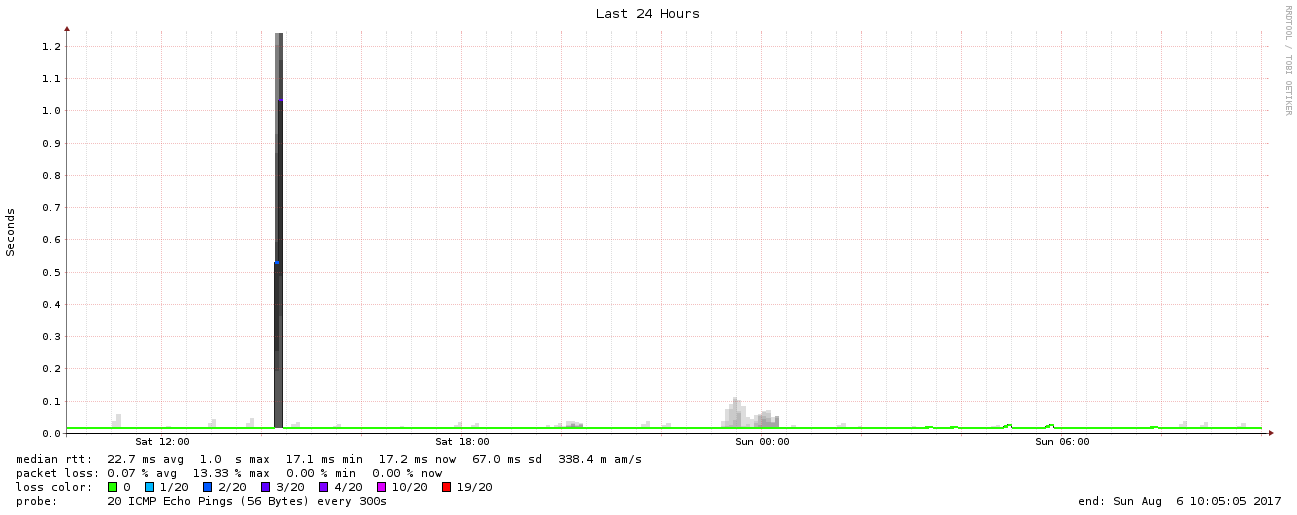 Last 24 Hours
RRDTOOL / TOBI OETIKER
Seconds
1.2
1.1
1.0
0.9
0.8
0.7
0.6
0.5
0.4
0.3
0.2
0.1
0.0
Sat 12:00 Sat 18:00 Sun 00:00 Sun 06:00
median rtt: 22.7 ms avg 1.0 s max 17.1 ms min 17.2 ms now 67.0 ms sd 338.4 m am/s
packet loss: 0.07 % avg 13.33 % max 0.00 % min 0.00 % now
loss color: 0 1/20 2/20 3/20 4/20 10/20 19/20
probe: 20 ICMP Echo Pings (56 Bytes) every 300s end: Sun Aug 6 10:05:05 2017